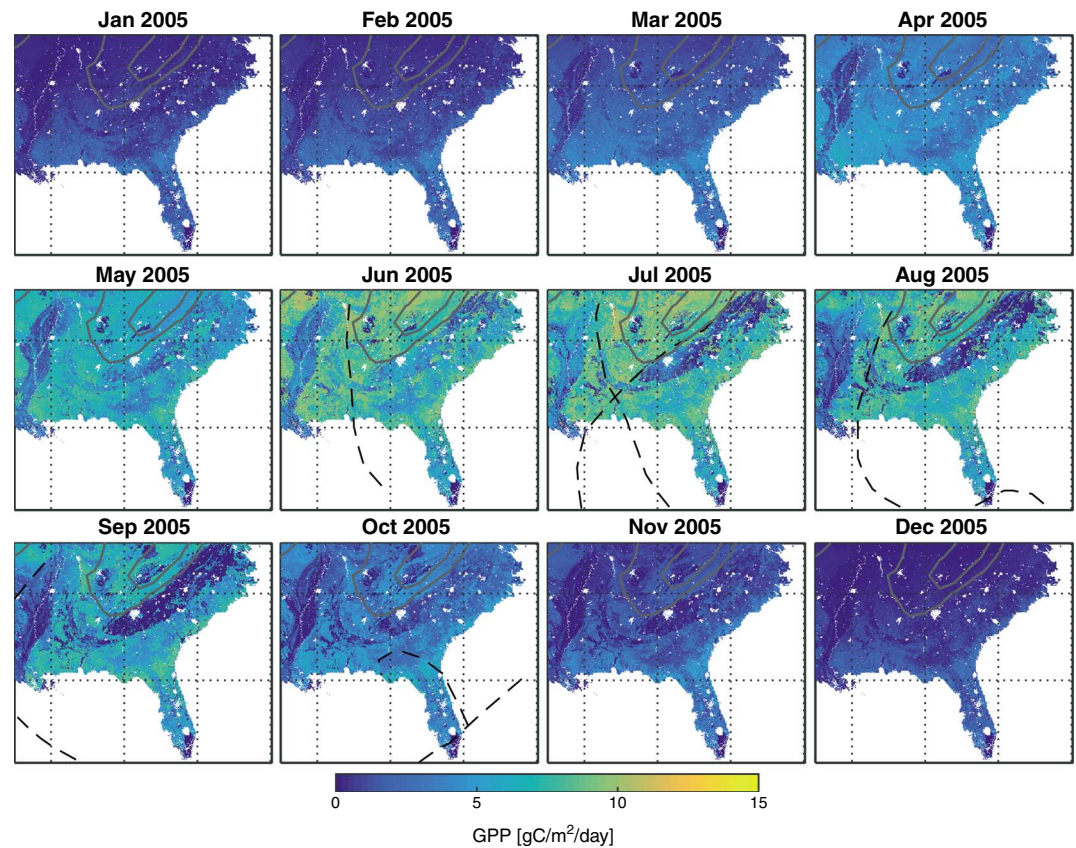 Jan 2005
Feb 2005
Mar 2005
Apr 2005
May 2005
Jun 2005
Jul 2005
Aug 2005
Sep 2005
Oct 2005
Nov 2005
Dec 2005
0 5 10 15
GPP [gC/m²/day]